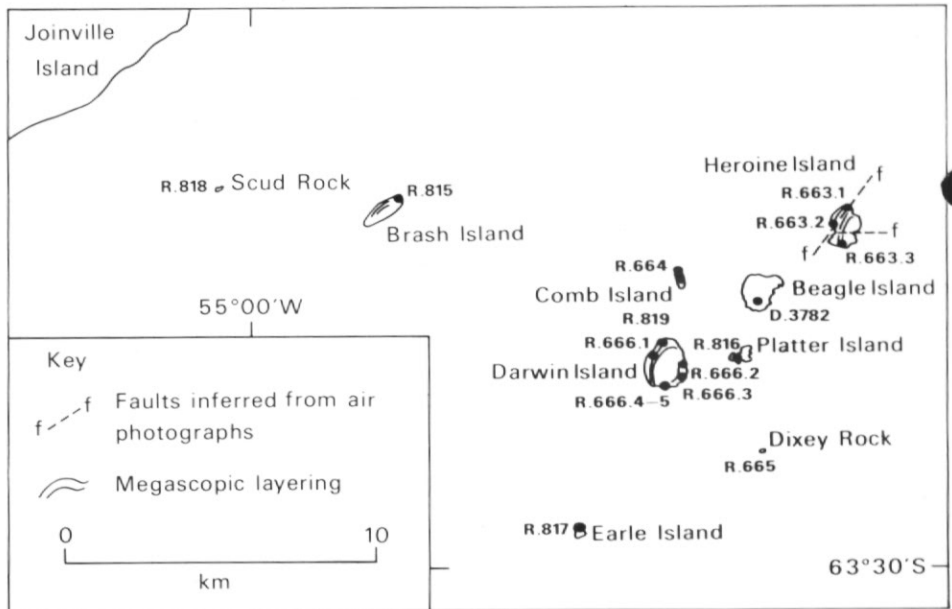 Joinville
Island
Heroine Island
f
R.663.1
R.818
Scud Rock
R.815
R.663.2
f
f
R.663.3
Brash Island
R.664
Comb Island
Beagle Island
D.3782
55°00'W
R.819
R.666.1
R.816
Platter Island
Darwin Island
R.666.2
R.666.3
R.666.4–5
Dixey Rock
R.665
R.817
Earle Island
63°30'S
Key
f
f
Faults inferred from air
photographs
Megascopic layering
0
10
km